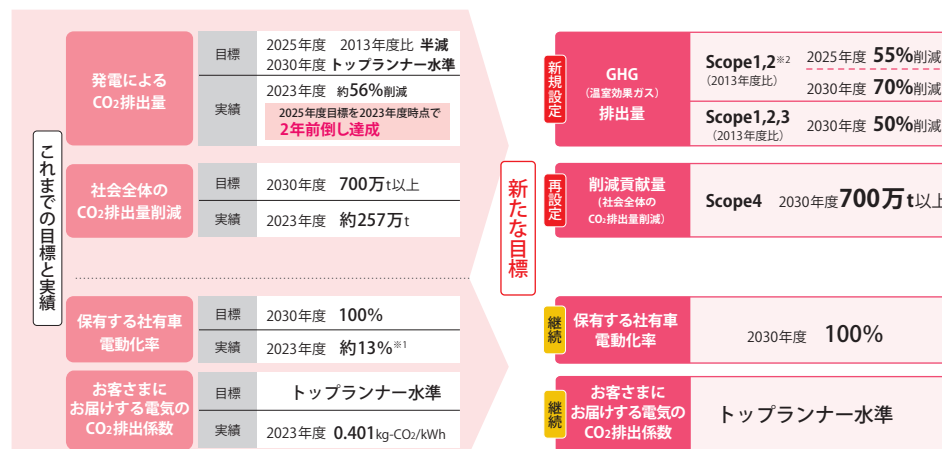 これまでの目標と実績
発電による
CO2排出量
目標
2025年度 2013年度比 半減
2030年度 トップランナー水準
実績
2023年度 約56%削減
2025年度目標を2023年度時点で
2年前倒し達成
社会全体の
CO2排出量削減
目標
2030年度 700万t以上
実績
2023年度 約257万t
保有する社有車
電動化率
目標
2030年度 100%
実績
2023年度 約13%※1
お客さまに
お届けする電気の
CO2排出係数
目標
トップランナー水準
実績
2023年度 0.401kg-CO2/kWh
新たな目標
新規設定
GHG
(温室効果ガス)
排出量
Scope1,2※2
(2013年度比)
2025年度 55%削減
2030年度 70%削減
Scope1,2,3
(2013年度比)
2030年度 50%削減
再設定
削減貢献量
(社会全体の
CO2排出量削減)
Scope4 2030年度700万t以上
継続
保有する社有車
電動化率
2030年度 100%
継続
お客さまに
お届けする電気の
CO2排出係数
トップランナー水準